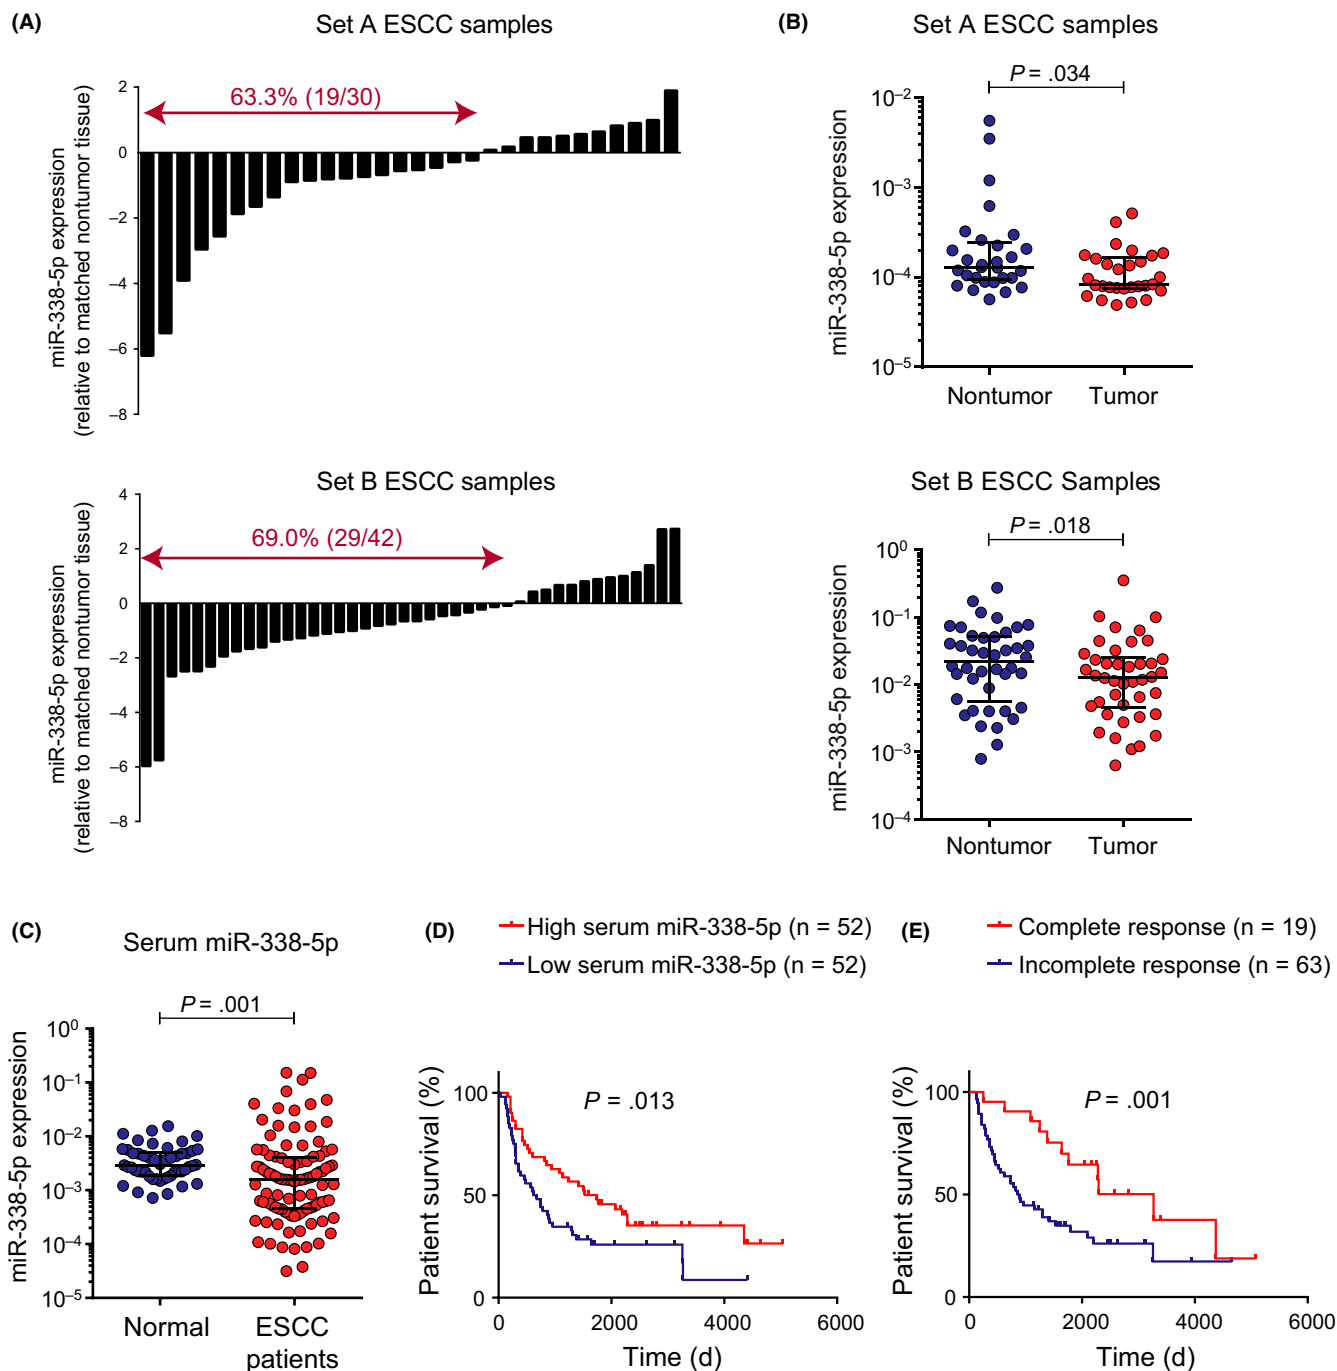 (A)
Set A ESCC samples
miR-338-5p expression
(relative to matched nontumor tissue)
2
0
–2
–4
–6
–8
63.3% (19/30)
(B)
Set A ESCC samples
P = .034
miR-338-5p expression
10–2
10–3
10–4
10–5
Nontumor Tumor
Set B ESCC samples
miR-338-5p expression
(relative to matched nontumor tissue)
4
2
0
–2
–4
–6
–8
69.0% (29/42)
Set B ESCC Samples
P = .018
miR-338-5p expression
100
10–1
10–2
10–3
10–4
Nontumor Tumor
(C)
Serum miR-338-5p
P = .001
miR-338-5p expression
100
10–1
10–2
10–3
10–4
10–5
Normal ESCC
patients
(D)
High serum miR-338-5p (n = 52)
Low serum miR-338-5p (n = 52)
P = .013
Patient survival (%)
100
50
0
0 2000 4000 6000
Time (d)
(E)
Complete response (n = 19)
Incomplete response (n = 63)
P = .001
Patient survival (%)
100
50
0
0 2000 4000 6000
Time (d)